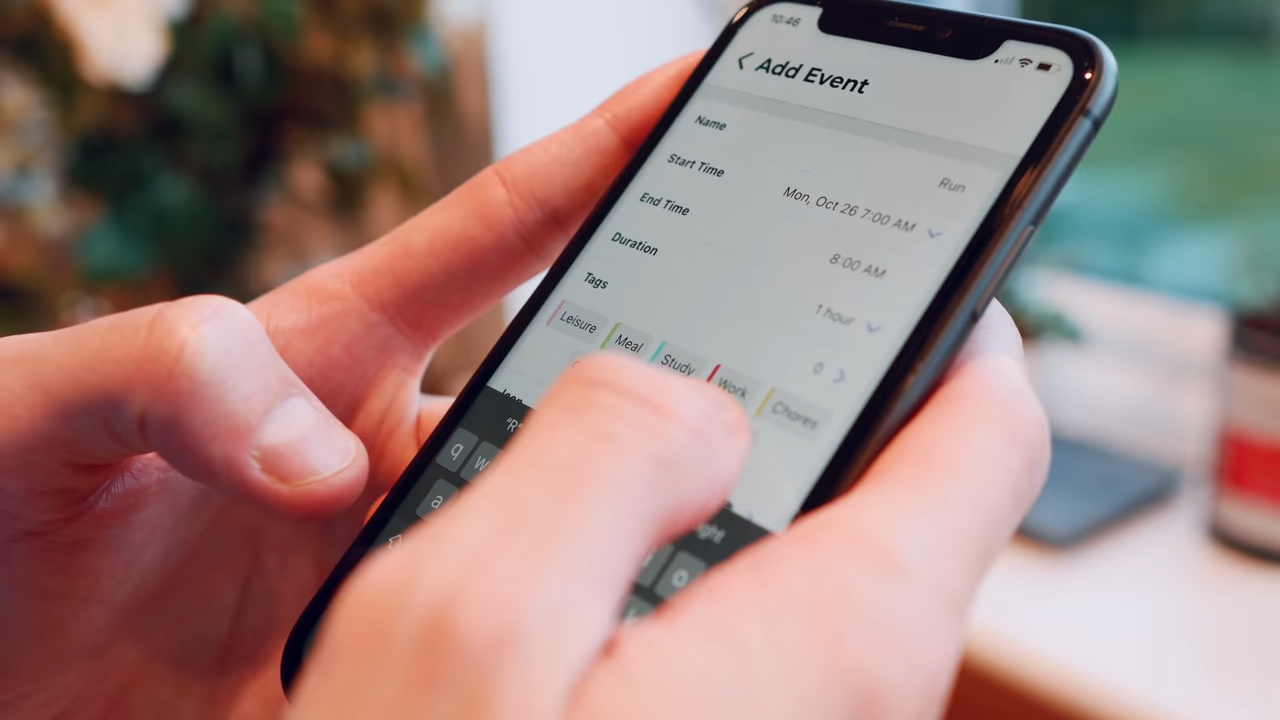 10:46
Add Event
Name
Run
Start Time
Mon, Oct 26 7:00 AM
End Time
8:00 AM
Duration
1 hour
Tags
0
Leisure Meal Study Work Chores
Icon
"R
q w
a
o